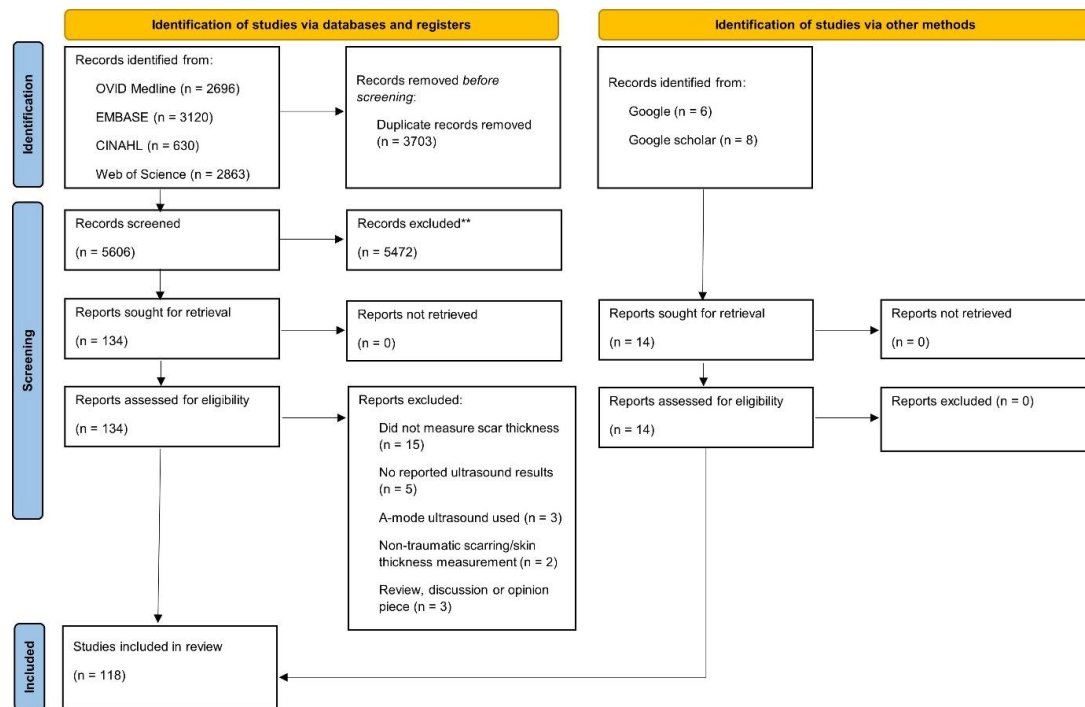 Identification of studies via databases and registers
Identification of studies via other methods
Identification
Records identified from:
OVID Medline (n = 2696)
EMBASE (n = 3120)
CINAHL (n = 630)
Web of Science (n = 2863)
Records removed before
screening:
Duplicate records removed
(n = 3703)
Records identified from:
Google (n = 6)
Google scholar (n = 8)
Screening
Records screened
(n = 5606)
Records excluded**
(n = 5472)
Reports sought for retrieval
(n = 134)
Reports not retrieved
(n = 0)
Reports sought for retrieval
(n = 14)
Reports not retrieved
(n = 0)
Reports assessed for eligibility
(n = 134)
Reports excluded:
Did not measure scar thickness
(n = 15)
No reported ultrasound results
(n = 5)
A-mode ultrasound used (n = 3)
Non-traumatic scarring/skin
thickness measurement (n = 2)
Review, discussion or opinion
piece (n = 3)
Reports assessed for eligibility
(n = 14)
Reports excluded (n = 0)
Included
Studies included in review
(n = 118)